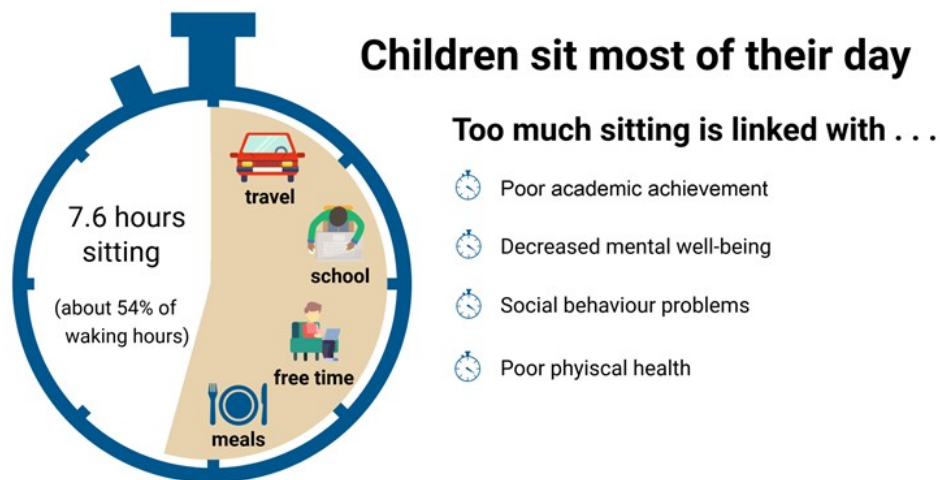 Children sit most of their day
Too much sitting is linked with . . .
Poor academic achievement
Decreased mental well-being
Social behaviour problems
Poor phyiscal health
7.6 hours
sitting
(about 54% of
waking hours)
travel
school
free time
meals